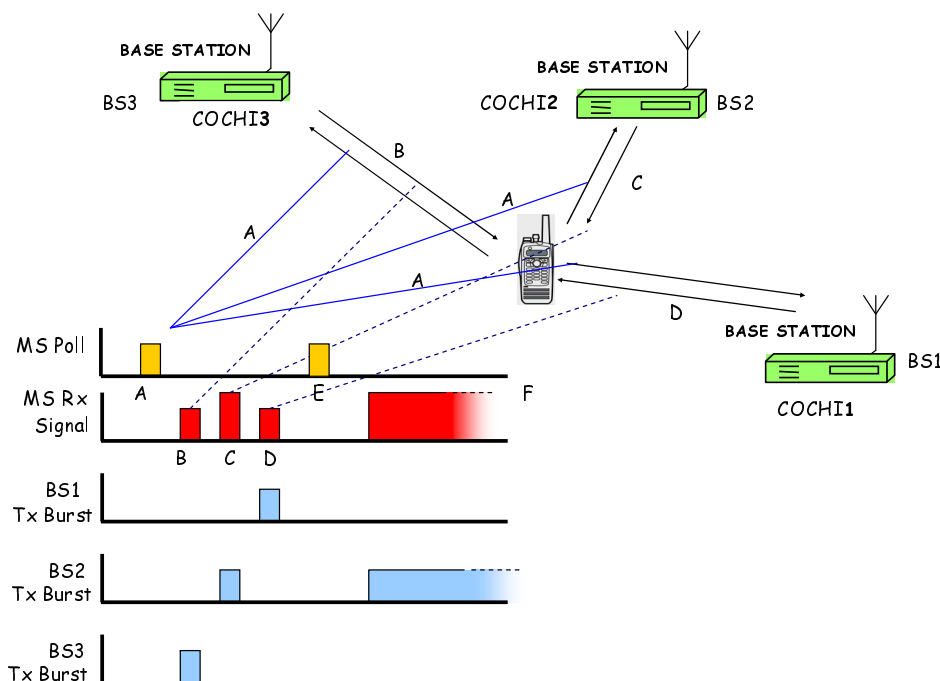 BASE STATION
BS3
COCHI3
BASE STATION
COCHI2
BS2
B
C
A
A
A
D
BASE STATION
BS1
COCHI1
MS Poll
A
E
MS Rx
Signal
F
B
C
D
BS1
Tx Burst
BS2
Tx Burst
BS3
Tx Burst